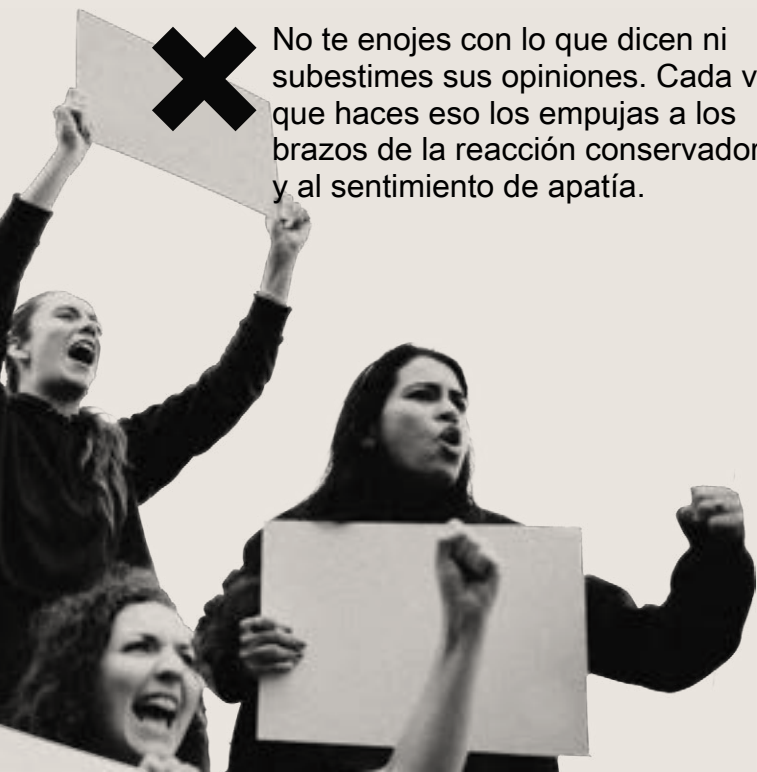 No te enojes con lo que dicen ni
subestimes sus opiniones. Cada v
que haces eso los empujas a los
brazos de la reacción conservador
y al sentimiento de apatía.